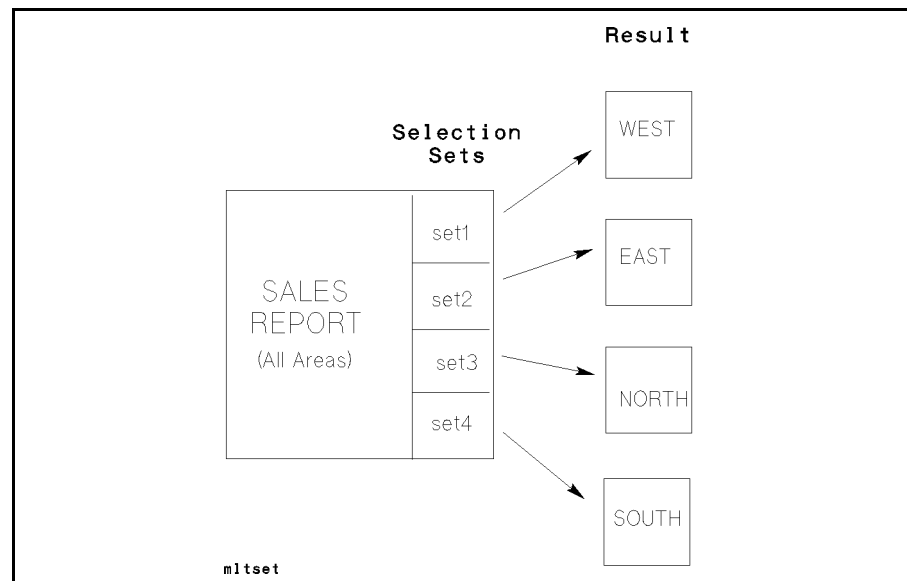 Result
WEST
Selection
Sets
set1
EAST
SALES
REPORT
(All Areas)
set2
set3
NORTH
set4
SOUTH
mltset